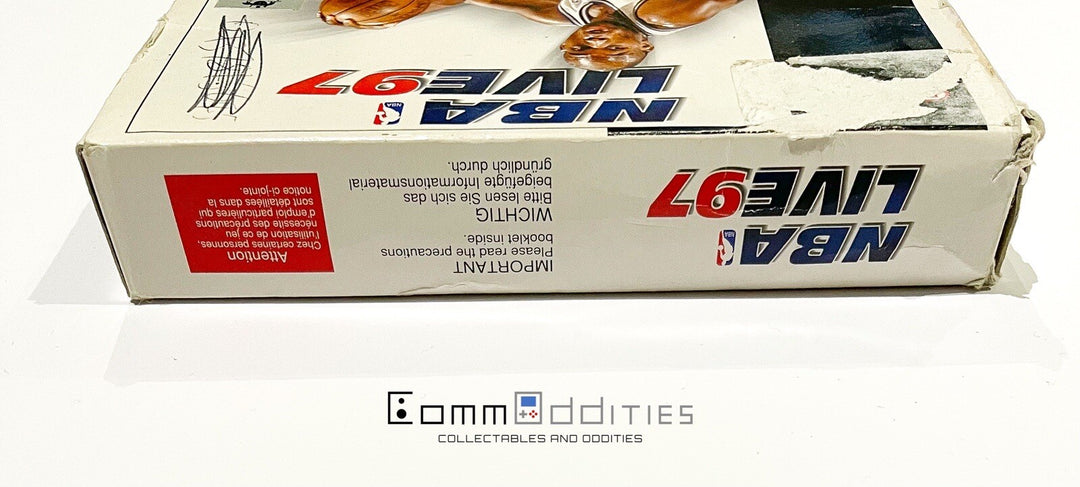 NBA
LIVE97
NBA
NBA
LIVE97
NBA
IMPORTANT
Please read the precautions
booklet inside.
WICHTIG
Bitte lesen Sie sich das
beigefügte Informationsmaterial
gründlich durch.
Attention
Chez certaines personnes,
l'utilisation de ce jeu
nécessite des précautions
d'emploi particulières qui
sont détaillées dans la
notice ci-jointe.
CommOddities
COLLECTABLES AND ODDITIES